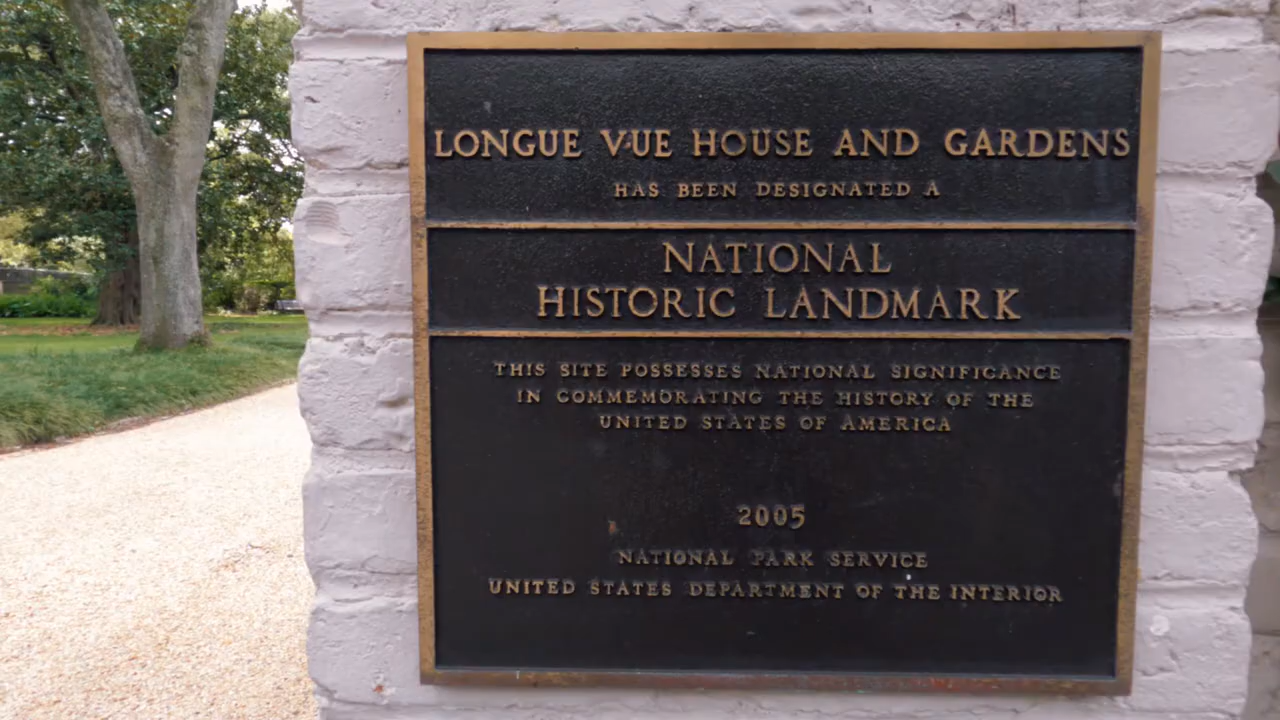 LONGUE VUE HOUSE AND GARDENS
HAS BEEN DESIGNATED A
NATIONAL
HISTORIC LANDMARK
THIS SITE POSSESSES NATIONAL SIGNIFICANCE
IN COMMEMORATING THE HISTORY OF THE
UNITED STATES OF AMERICA
2005
NATIONAL PARK SERVICE
UNITED STATES DEPARTMENT OF THE INTERIOR